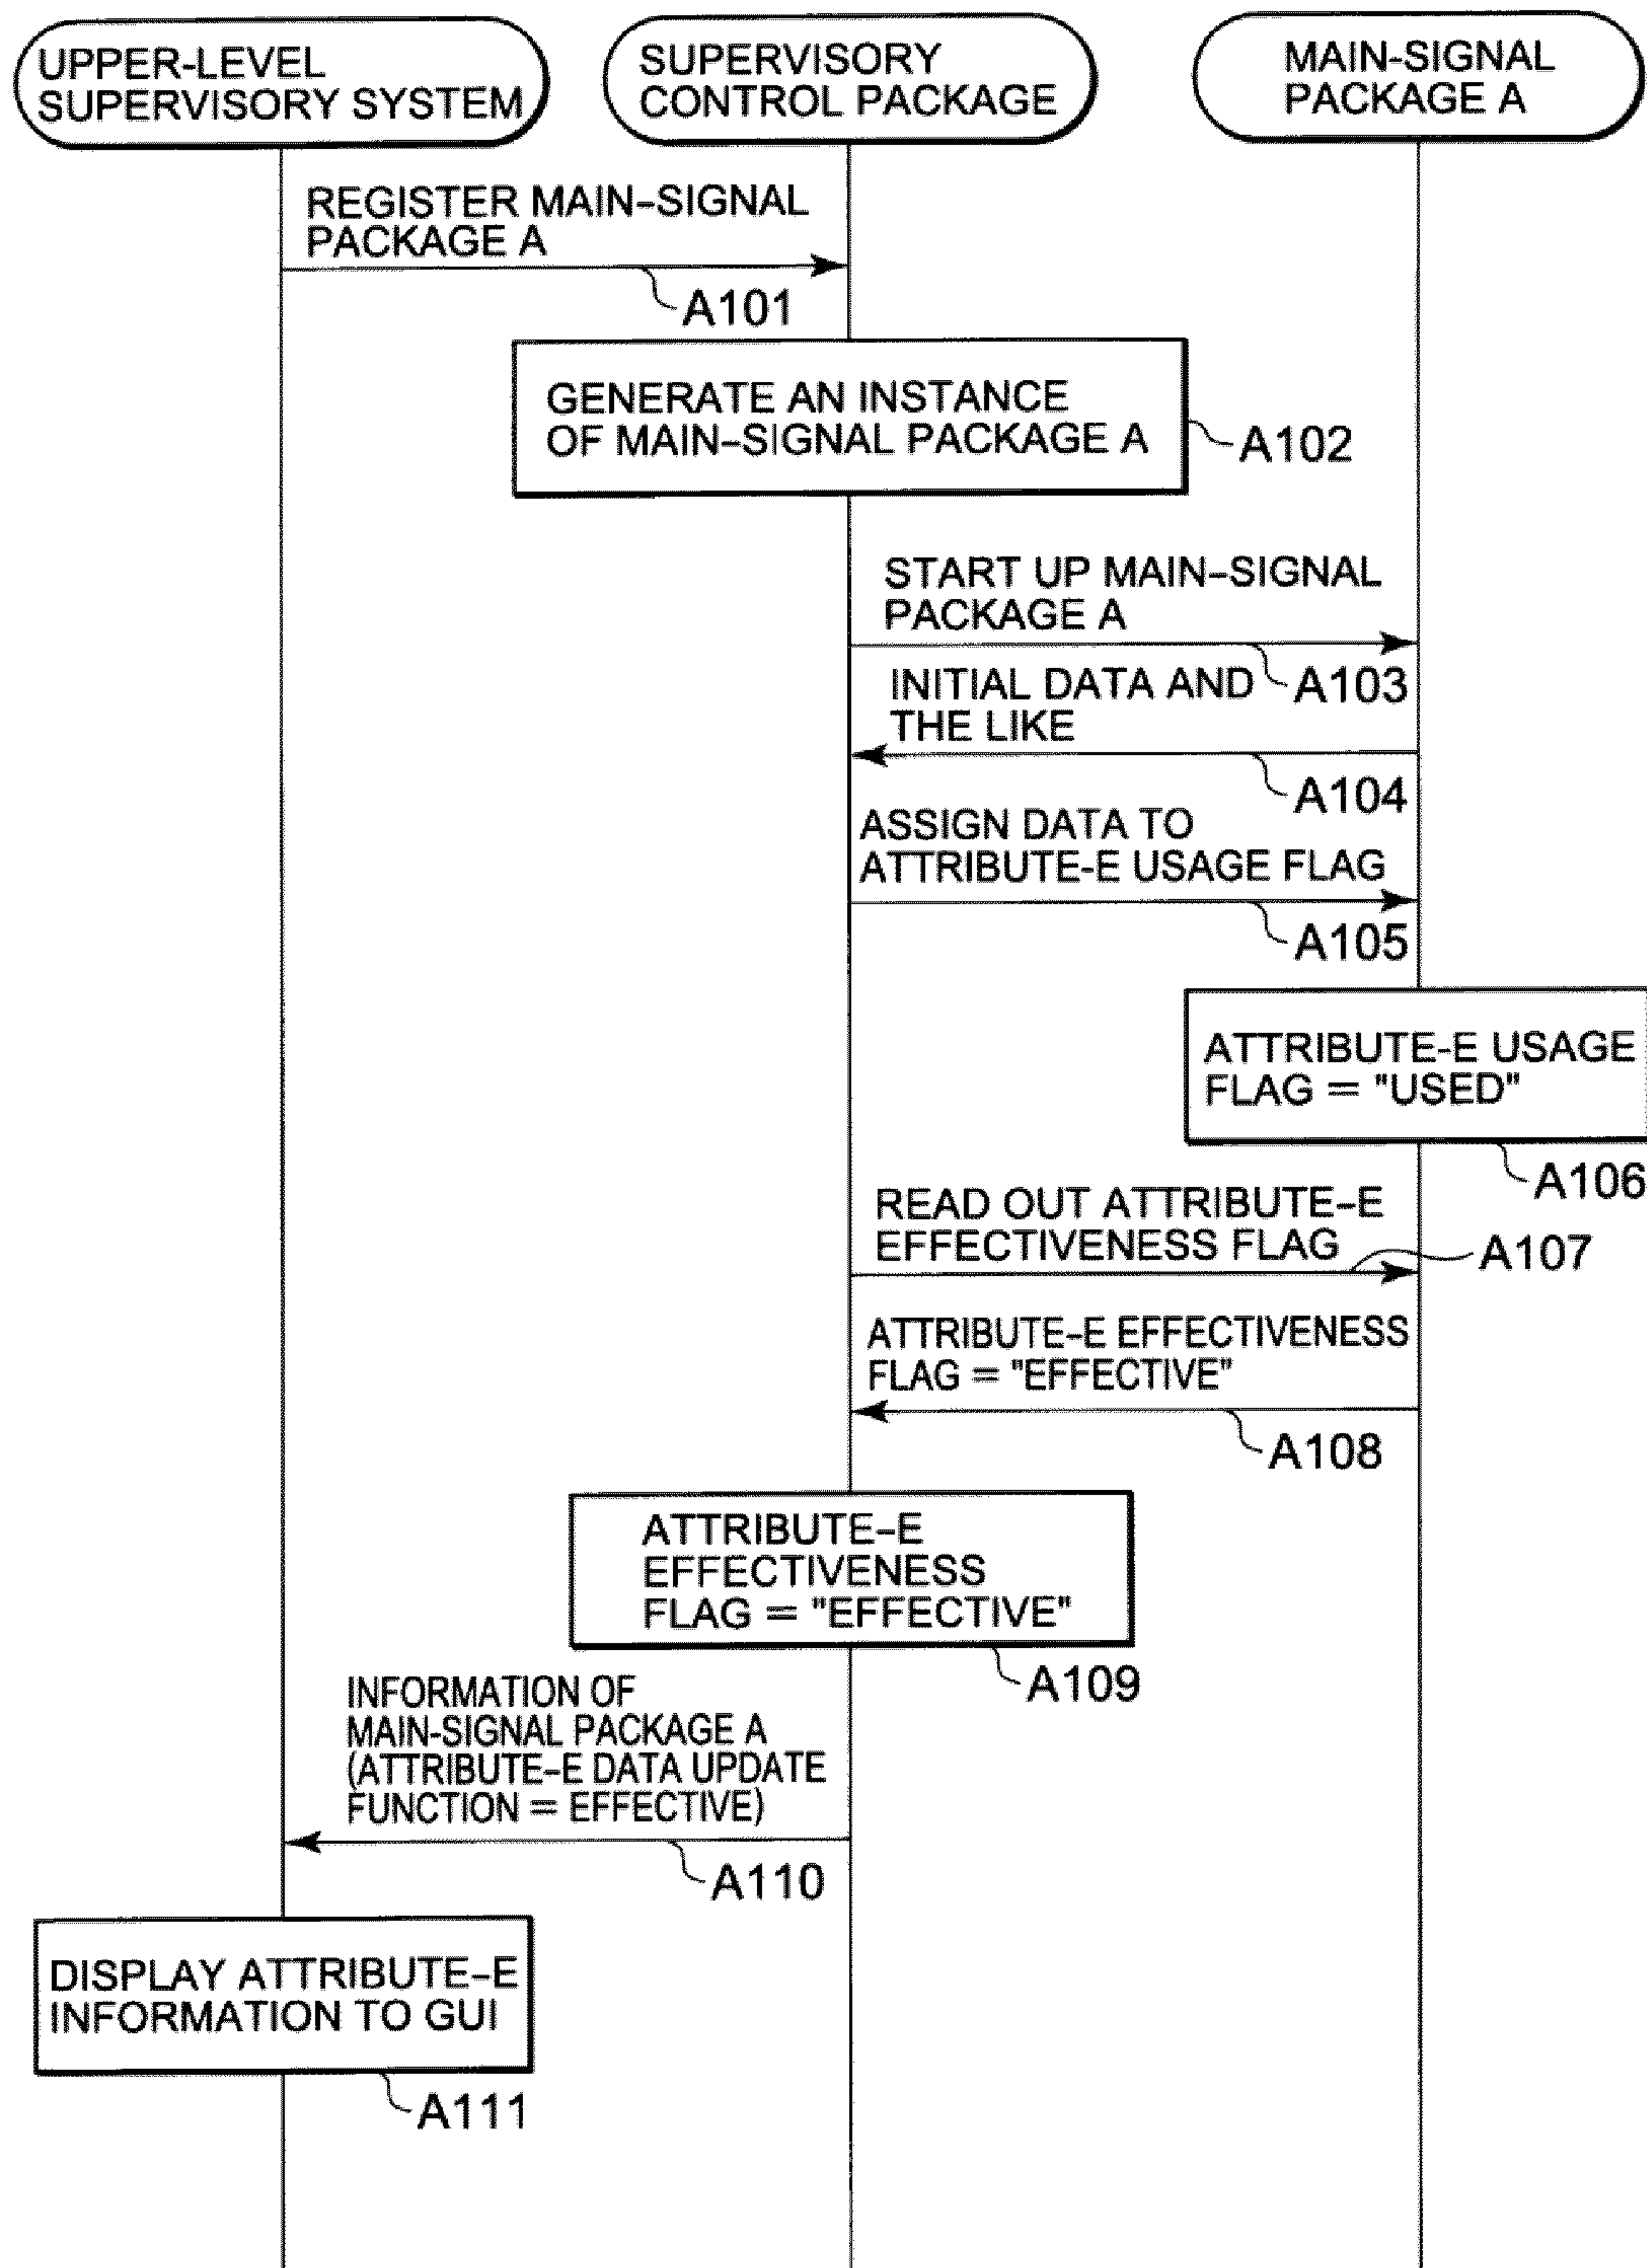 UPPER-LEVEL
SUPERVISORY SYSTEM
SUPERVISORY
CONTROL PACKAGE
MAIN-SIGNAL
PACKAGE A
REGISTER MAIN–SIGNAL
PACKAGE A
A101
GENERATE AN INSTANCE
OF MAIN–SIGNAL PACKAGE A
A102
START UP MAIN–SIGNAL
PACKAGE A
A103
INITIAL DATA AND
THE LIKE
A104
ASSIGN DATA TO
ATTRIBUTE-E USAGE FLAG
A105
ATTRIBUTE-E USAGE
FLAG = "USED"
A106
READ OUT ATTRIBUTE–E
EFFECTIVENESS FLAG
A107
ATTRIBUTE–E EFFECTIVENESS
FLAG = "EFFECTIVE"
A108
ATTRIBUTE–E
EFFECTIVENESS
FLAG = "EFFECTIVE"
A109
INFORMATION OF
MAIN-SIGNAL PACKAGE A
(ATTRIBUTE–E DATA UPDATE
FUNCTION = EFFECTIVE)
A110
DISPLAY ATTRIBUTE–E
INFORMATION TO GUI
A111